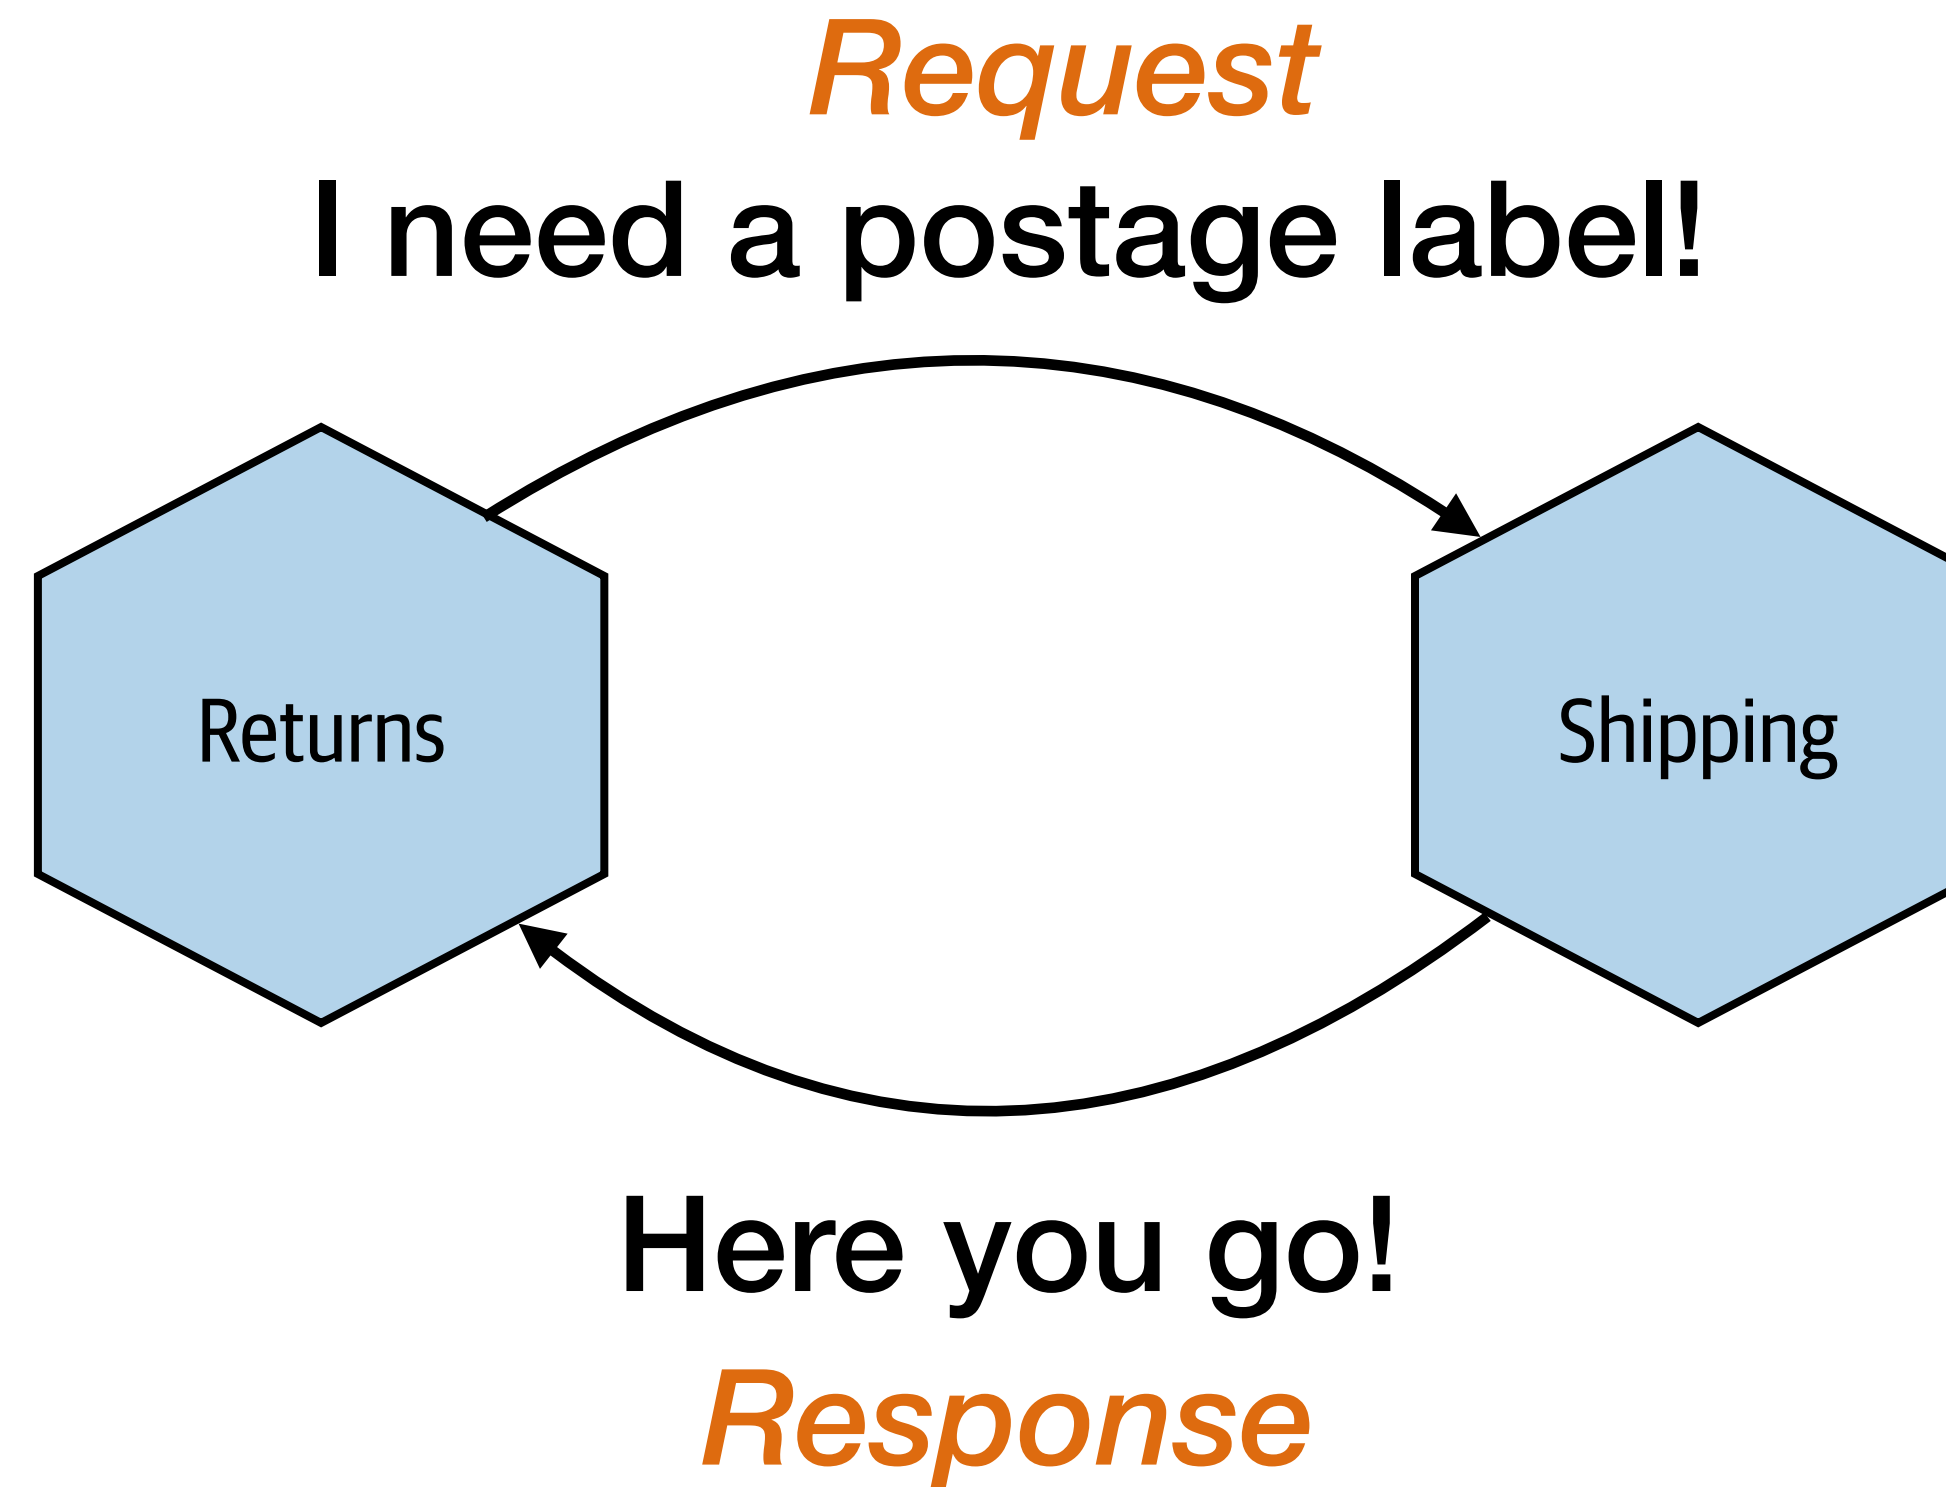 Request
I need a postage label!
Returns
Shipping
Here you go!
Response